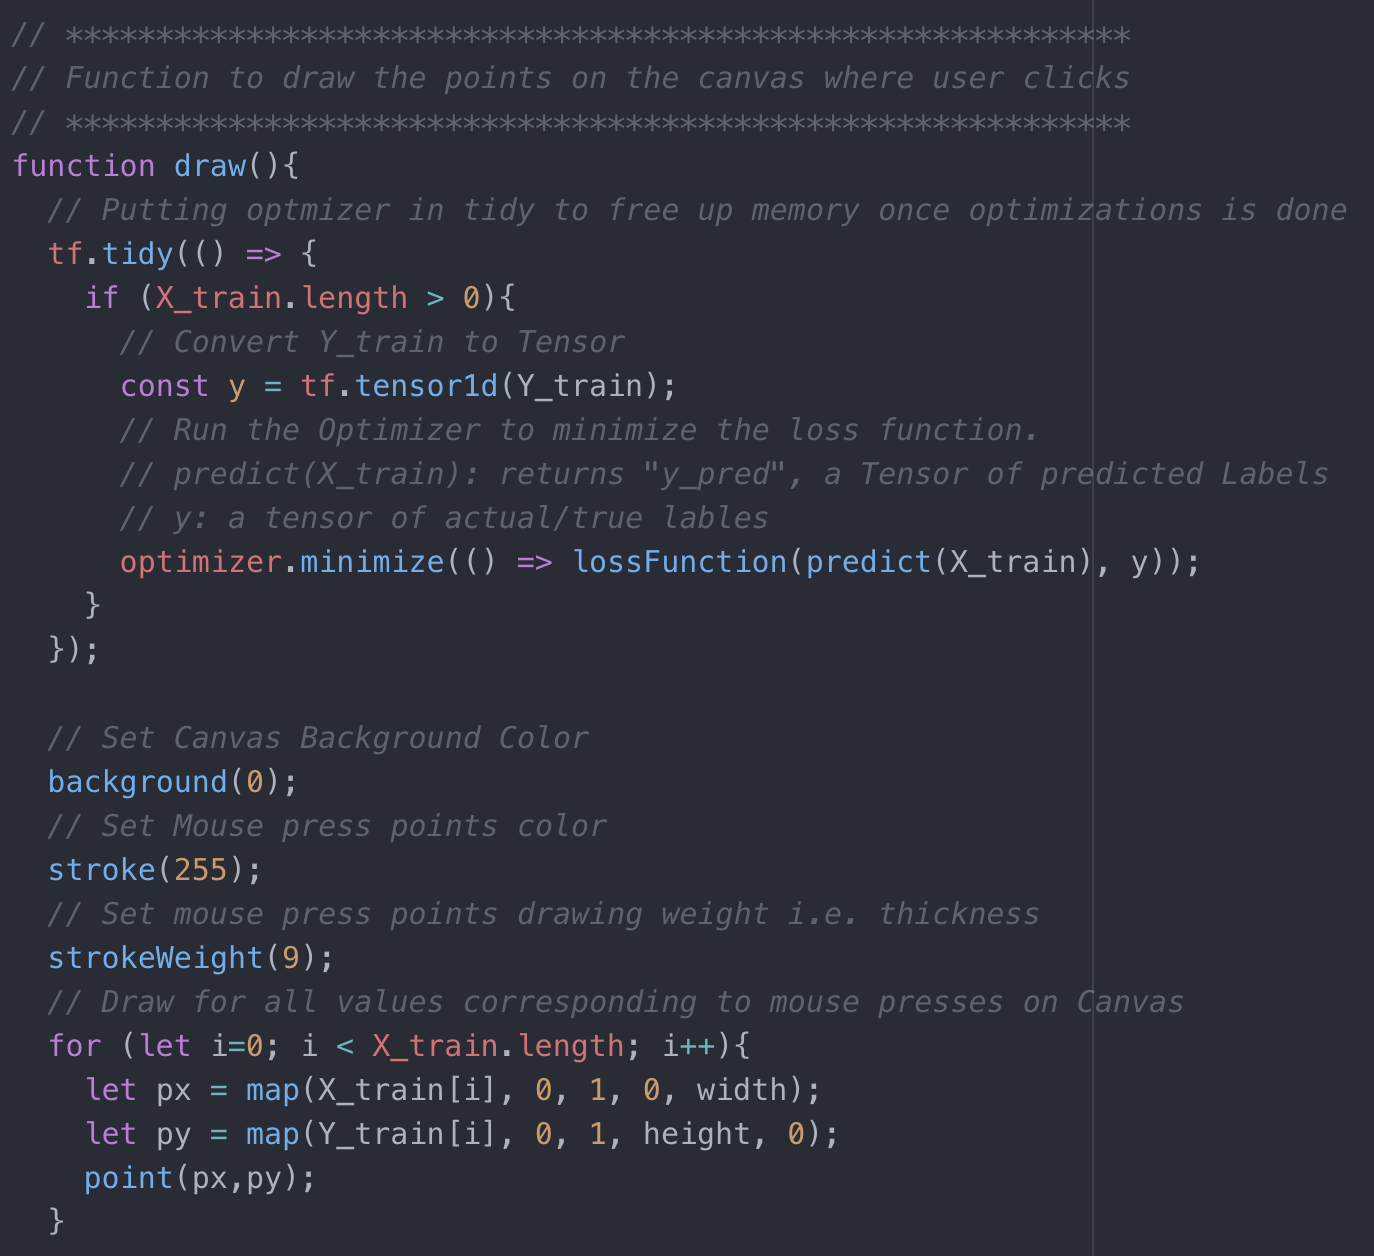 // ***********************************************************
// Function to draw the points on the canvas where user clicks
// ***********************************************************
function draw(){
  // Putting optmizer in tidy to free up memory once optimizations is done
  tf.tidy(() => {
    if (X_train.length > 0){
      // Convert Y_train to Tensor
      const y = tf.tensor1d(Y_train);
      // Run the Optimizer to minimize the loss function.
      // predict(X_train): returns "y_pred", a Tensor of predicted Labels
      // y: a tensor of actual/true lables
      optimizer.minimize(() => lossFunction(predict(X_train), y));
    }
  });

  // Set Canvas Background Color
  background(0);
  // Set Mouse press points color
  stroke(255);
  // Set mouse press points drawing weight i.e. thickness
  strokeWeight(9);
  // Draw for all values corresponding to mouse presses on Canvas
  for (let i=0; i < X_train.length; i++){
    let px = map(X_train[i], 0, 1, 0, width);
    let py = map(Y_train[i], 0, 1, height, 0);
    point(px,py);
  }